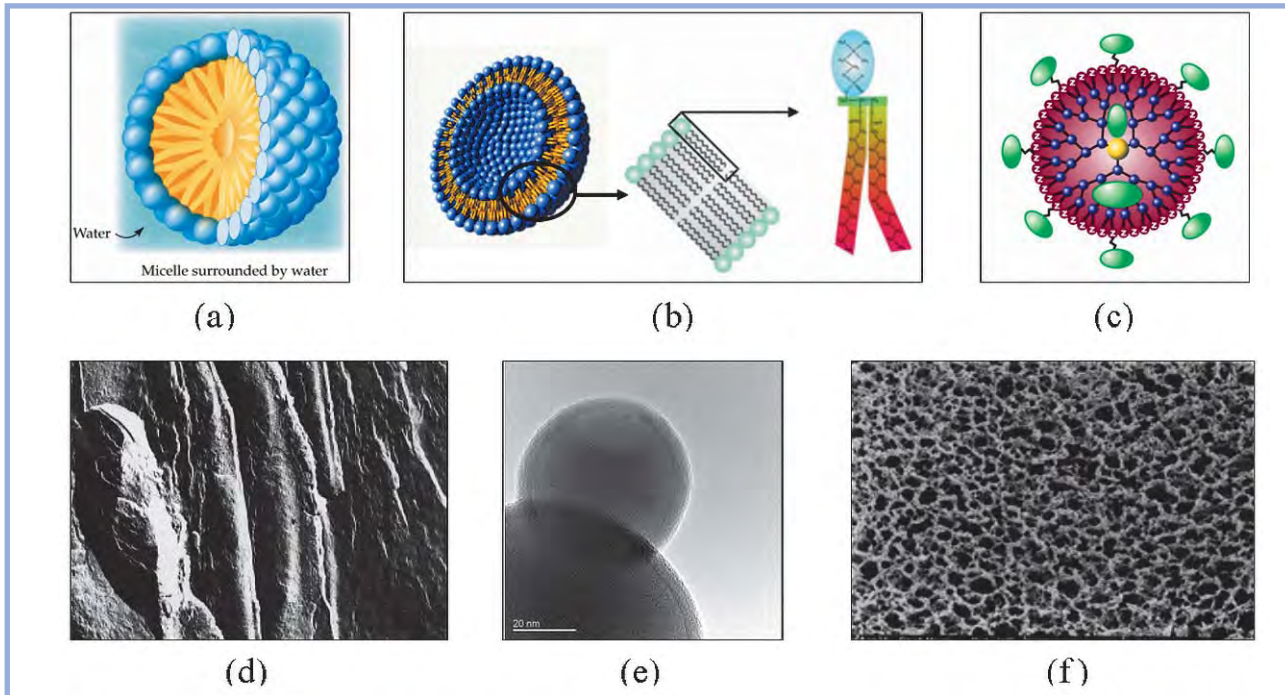 Water
Micelle surrounded by water
(a)
(b)
(c)
(d)
20 nm
(e)
(f)